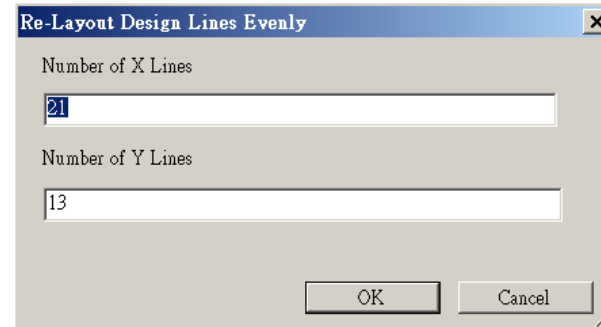 Re-Layout Design Lines Evenly
Number of X Lines
21
Number of Y Lines
13
OK Cancel